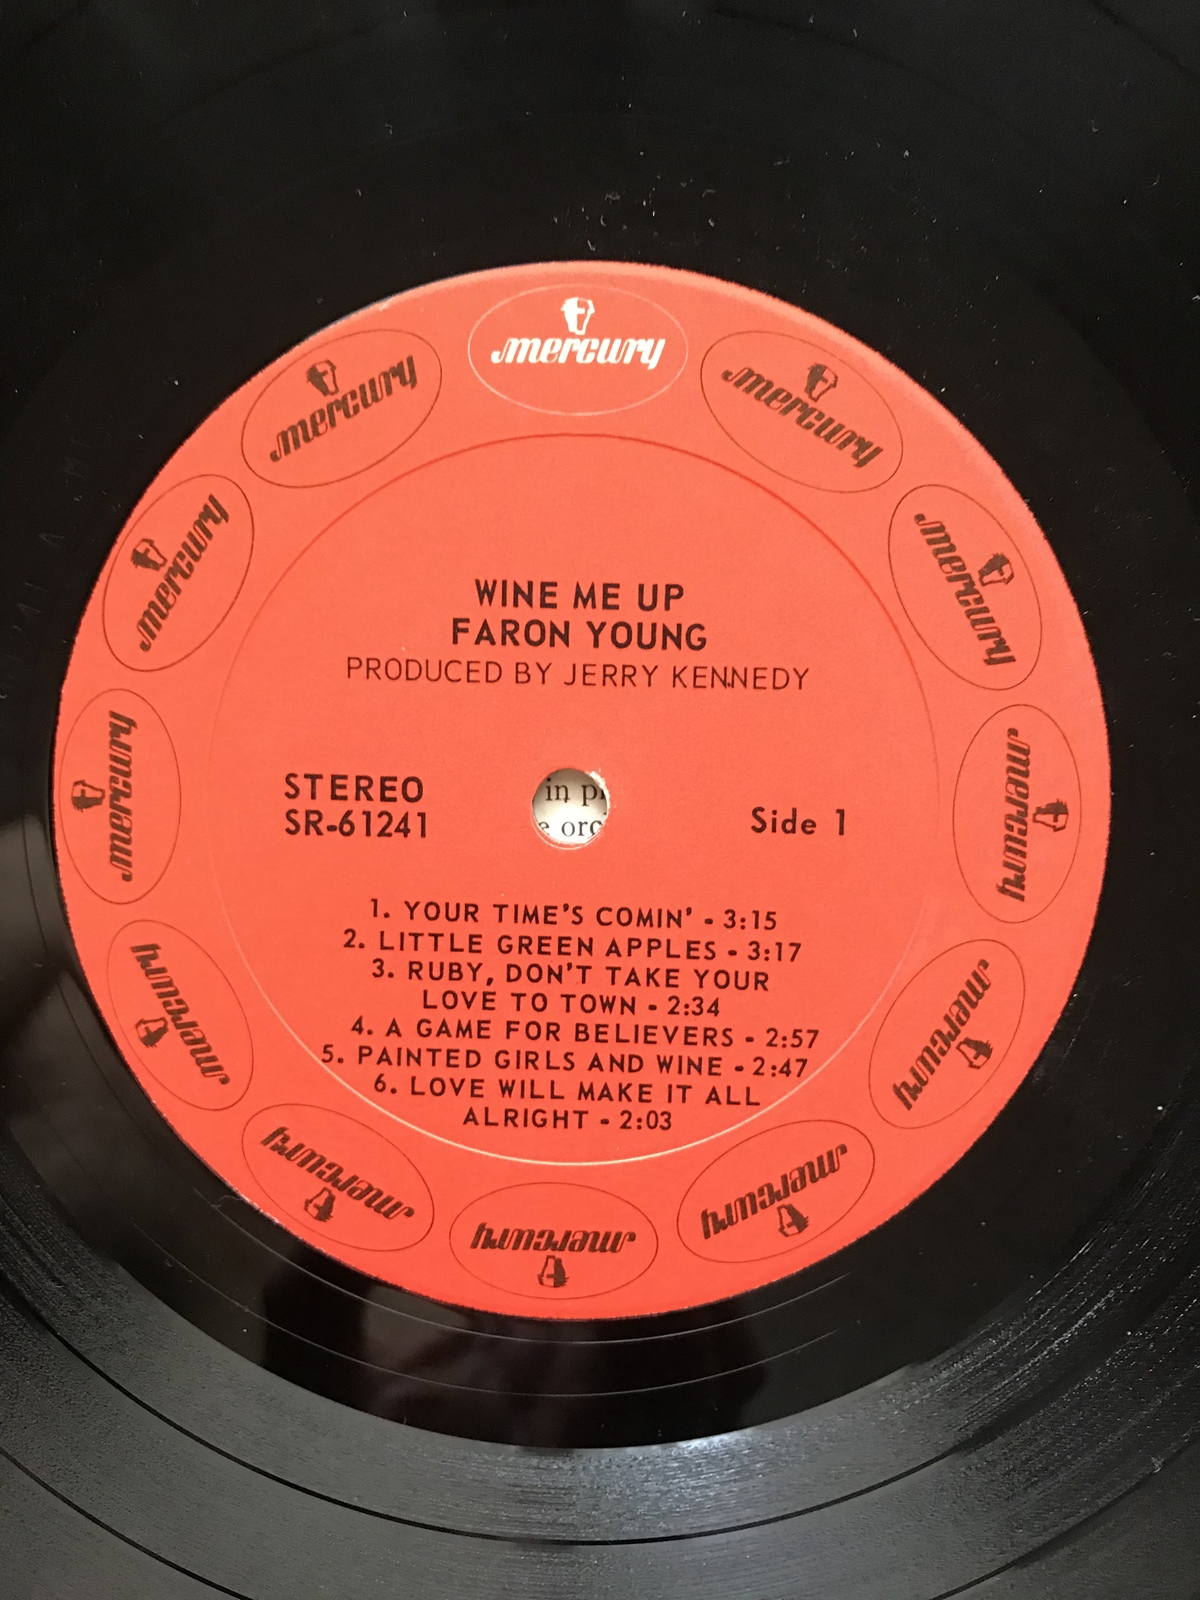 mercury
mercury
mercury
mercury
mercury
mercury
mercury
mercury
mercury
mercury
mercury
mercury
WINE ME UP
FARON YOUNG
PRODUCED BY JERRY KENNEDY
STEREO
SR-61241
in p
orc
Side 1
1. YOUR TIME'S COMIN' - 3:15
2. LITTLE GREEN APPLES - 3:17
3. RUBY, DON'T TAKE YOUR
LOVE TO TOWN - 2:34
4. A GAME FOR BELIEVERS - 2:57
5. PAINTED GIRLS AND WINE - 2:47
6. LOVE WILL MAKE IT ALL
ALRIGHT - 2:03